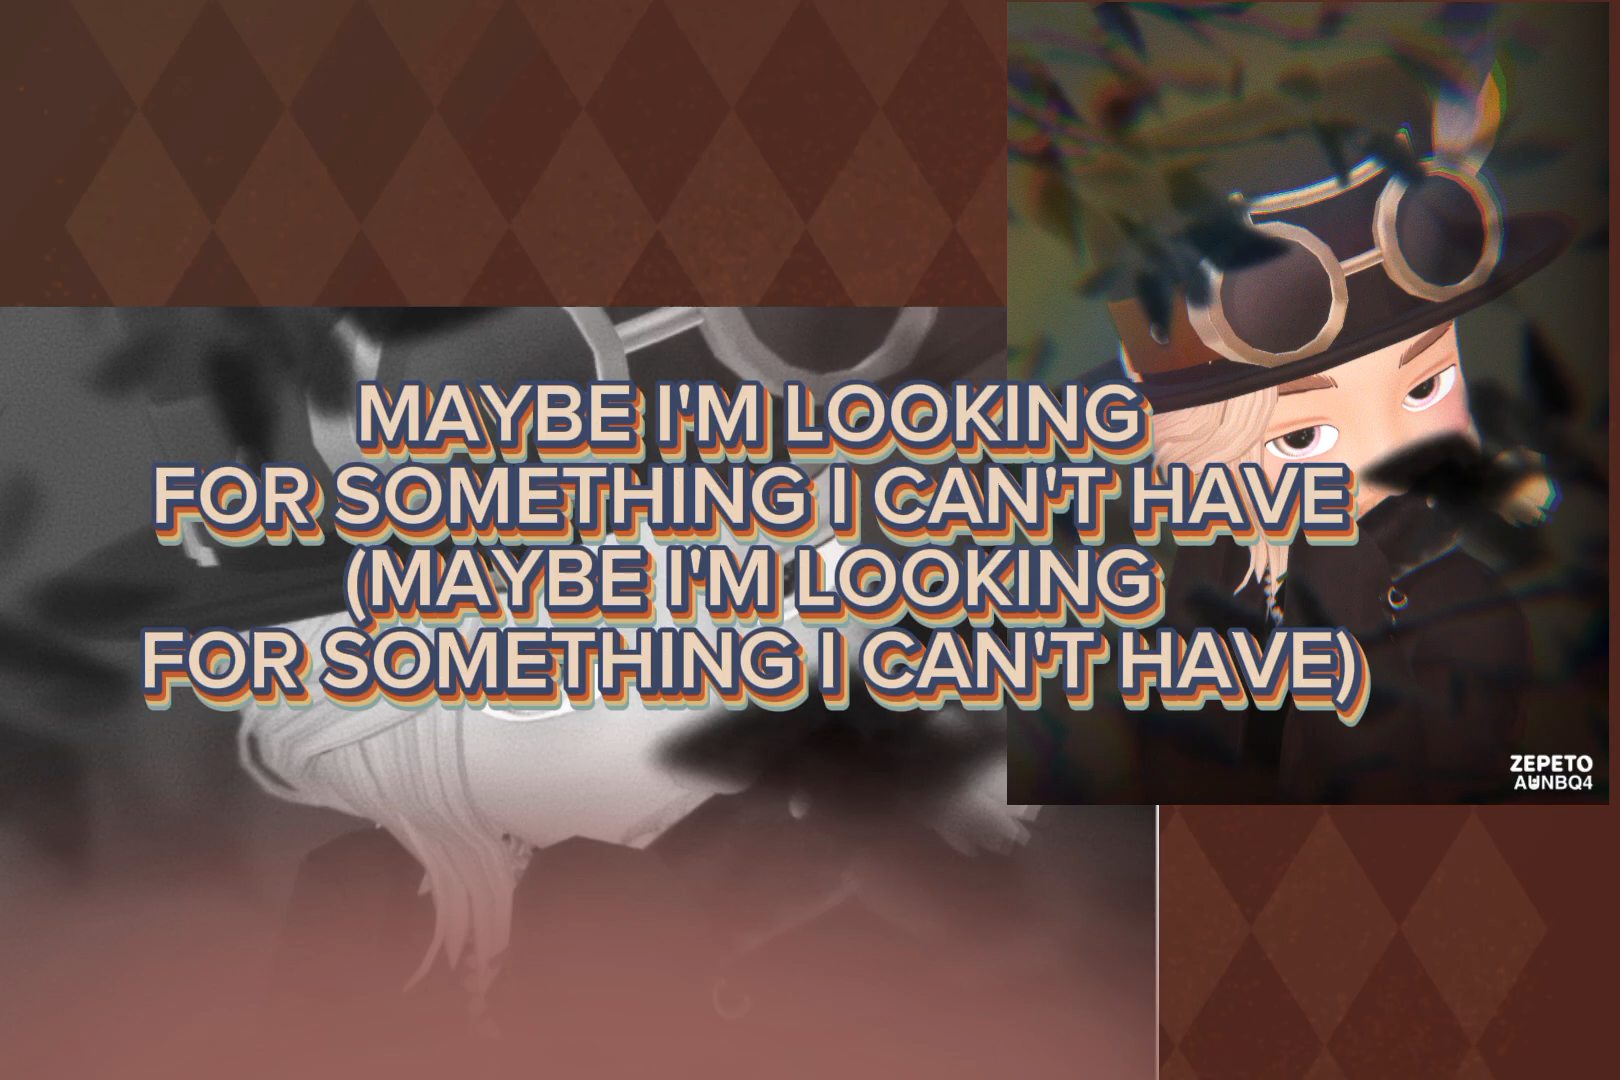 MAYBE I'M LOOKING
FOR SOMETHING I CAN'T HAVE
(MAYBE I'M LOOKING
FOR SOMETHING I CAN'T HAVE)
ZEPETO
AUNBQ4